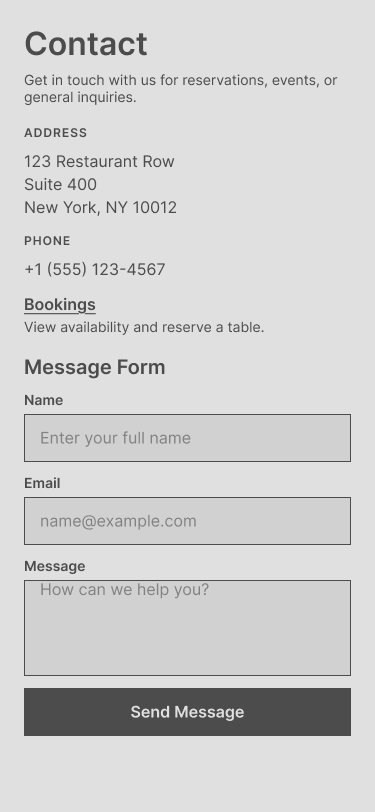 Contact
Get in touch with us for reservations, events, or
general inquiries.
ADDRESS
123 Restaurant Row
Suite 400
New York, NY 10012
PHONE
+1 (555) 123-4567
Bookings
View availability and reserve a table.
Message Form
Name
Enter your full name
Email
name@example.com
Message
How can we help you?
Send Message